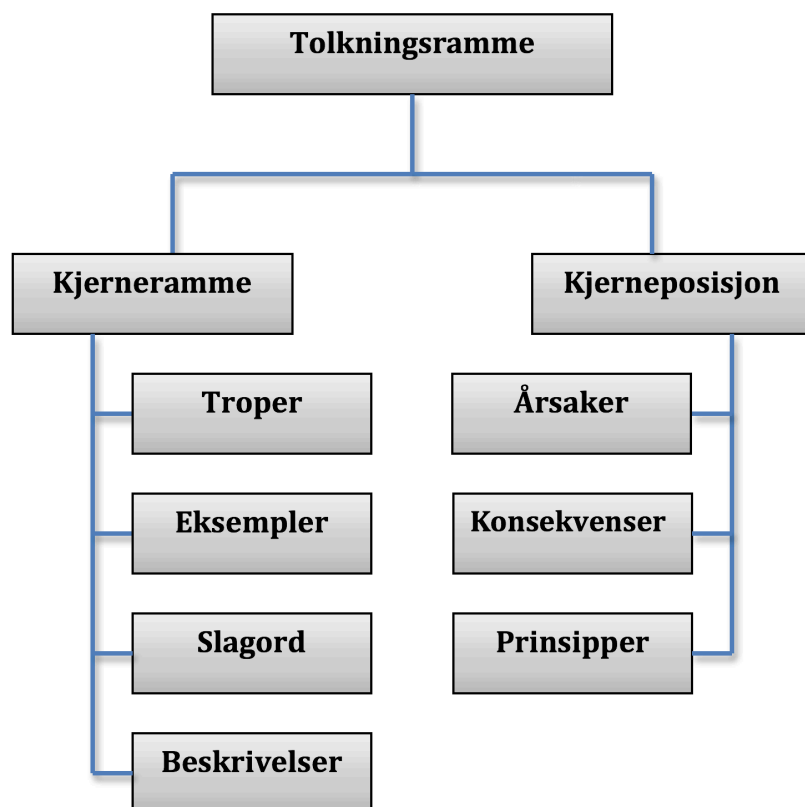 Tolkningsramme
Kjerneramme
Kjerneposisjon
Troper
Årsaker
Eksempler
Konsekvenser
Slagord
Prinsipper
Beskrivelser